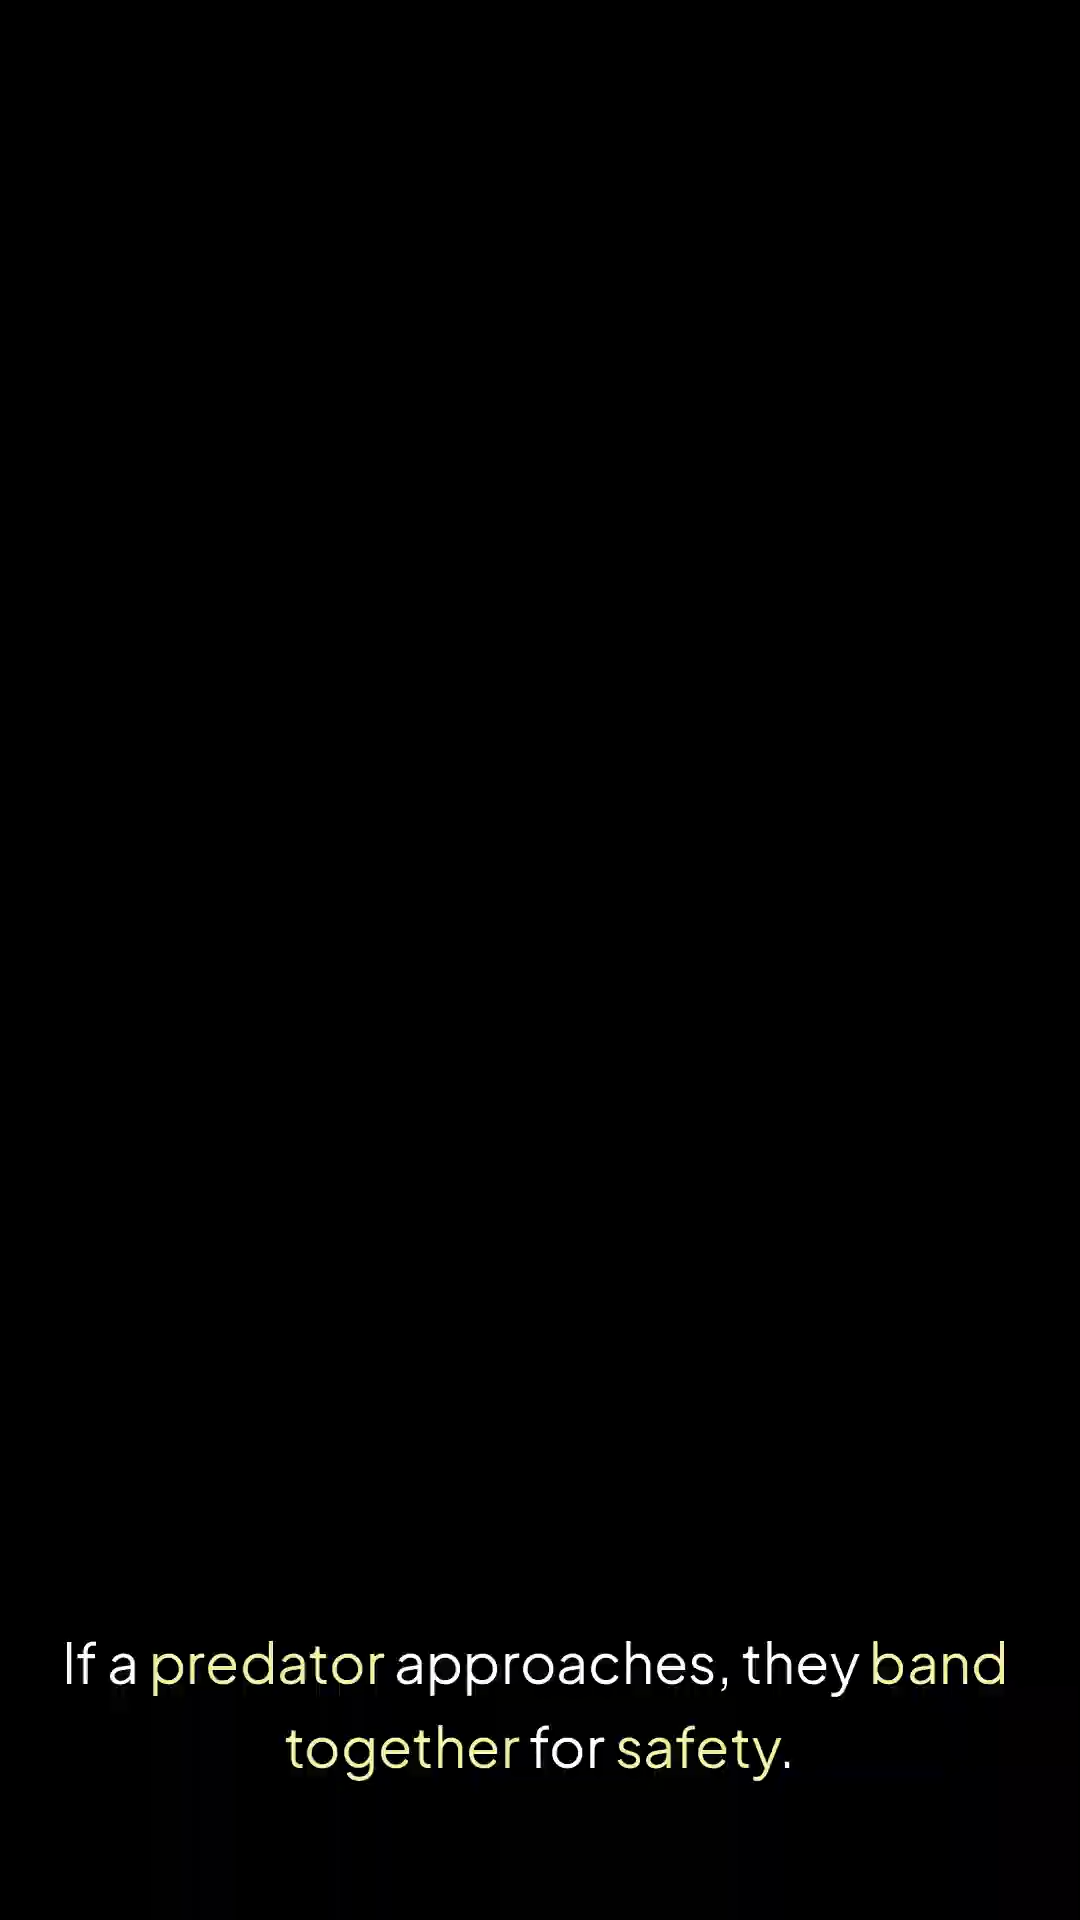 If a predator approaches, they band
together for safety.